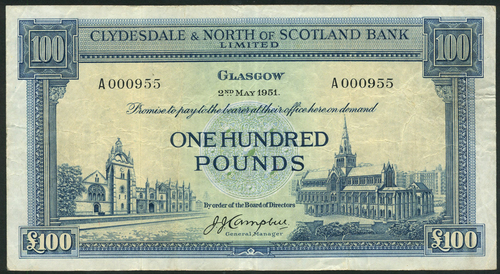 100 CLYDESDALE & NORTH OF SCOTLAND BANK 100
LIMITED
A000955 GLASGOW A000955
2ND MAY 1951.
Promise to pay to the bearer at their office here on demand
ONE HUNDRED
POUNDS
By order of the Board of Directors
J J Campbell
General Manager
£100 £100